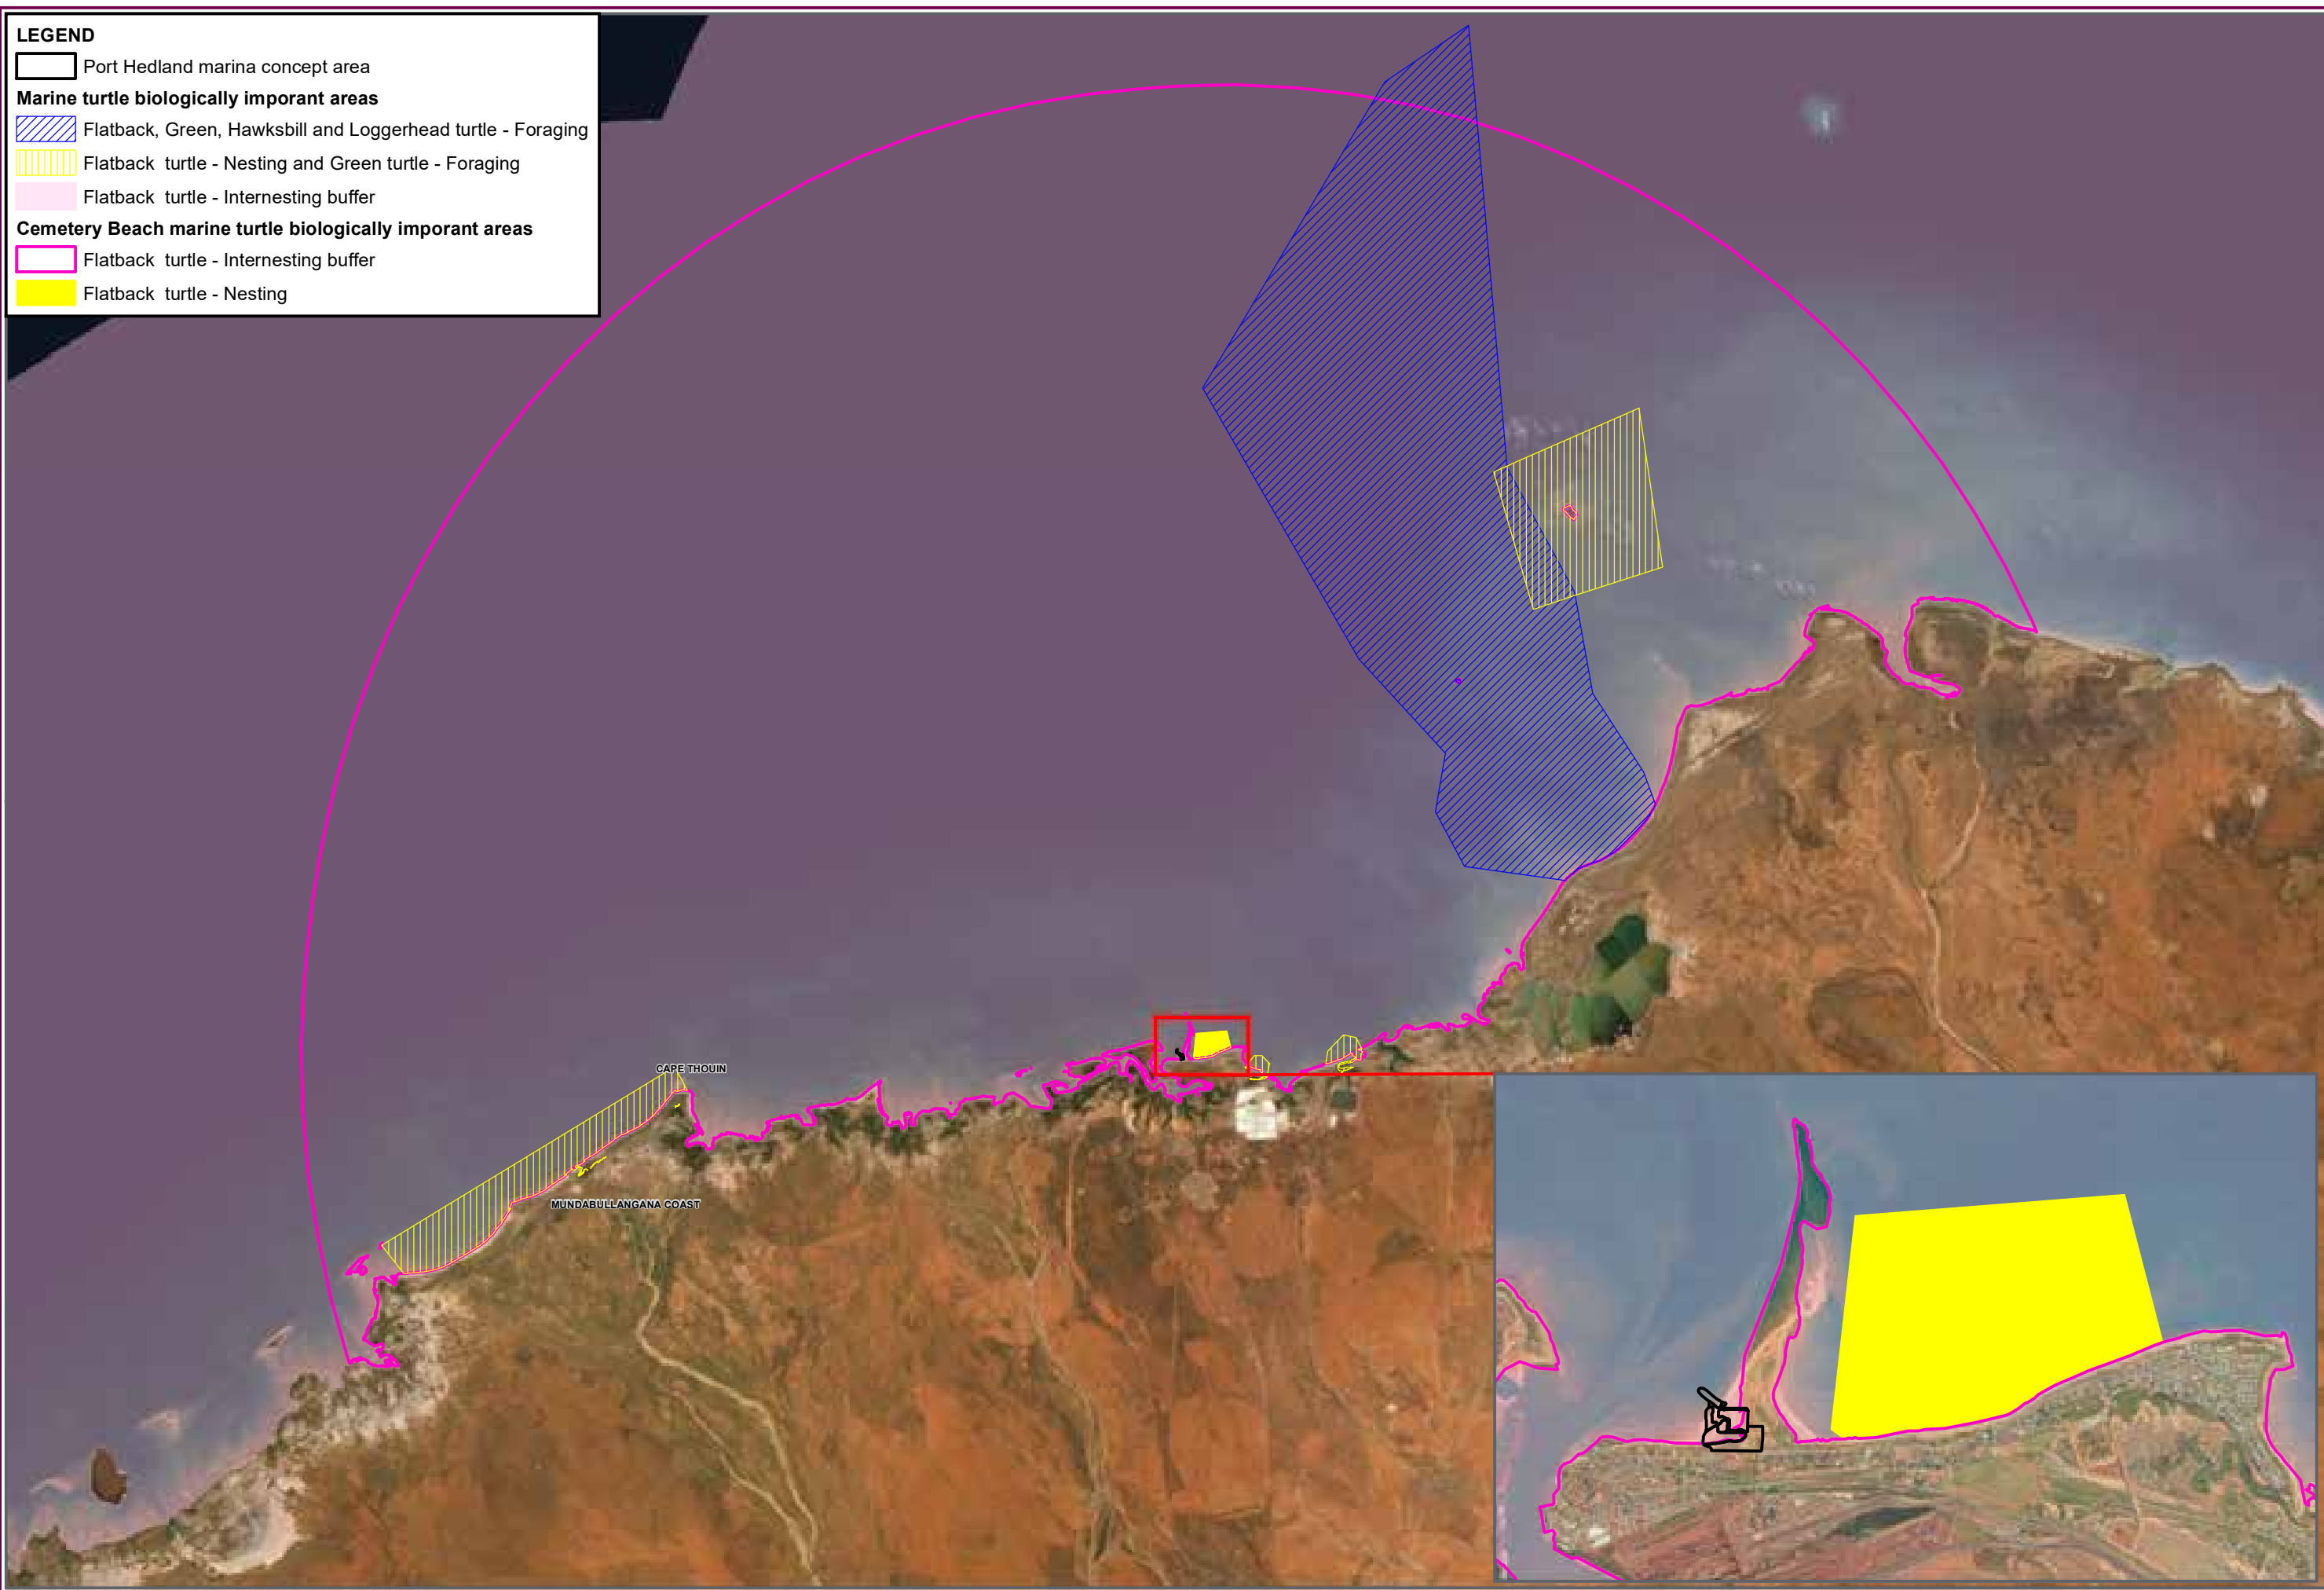 LEGEND
Port Hedland marina concept area
Marine turtle biologically imporant areas
Flatback, Green, Hawksbill and Loggerhead turtle - Foraging
Flatback turtle - Nesting and Green turtle - Foraging
Flatback turtle - Internesting buffer
Cemetery Beach marine turtle biologically imporant areas
Flatback turtle - Internesting buffer
Flatback turtle - Nesting
CAPE THOUIN
MUNDABULLANGANA COAST